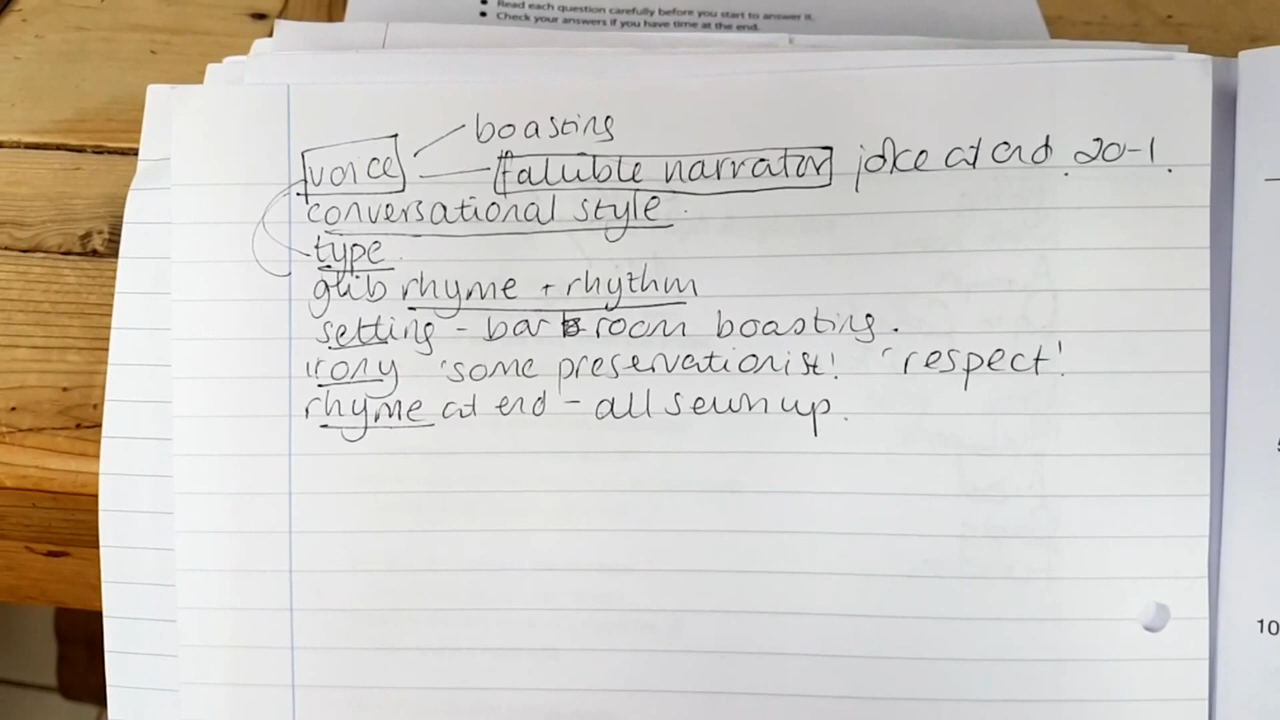 Read each question carefully before you start to answer it.
Check your answers if you have time at the end.
boasting
voice
faluble narrator joke at end 20-1.
conversational style.
type.
glib rhyme + rhythm
setting - bar room boasting.
irony 'some preservationist!' 'respect!'
rhyme at end - all sewn up.
10